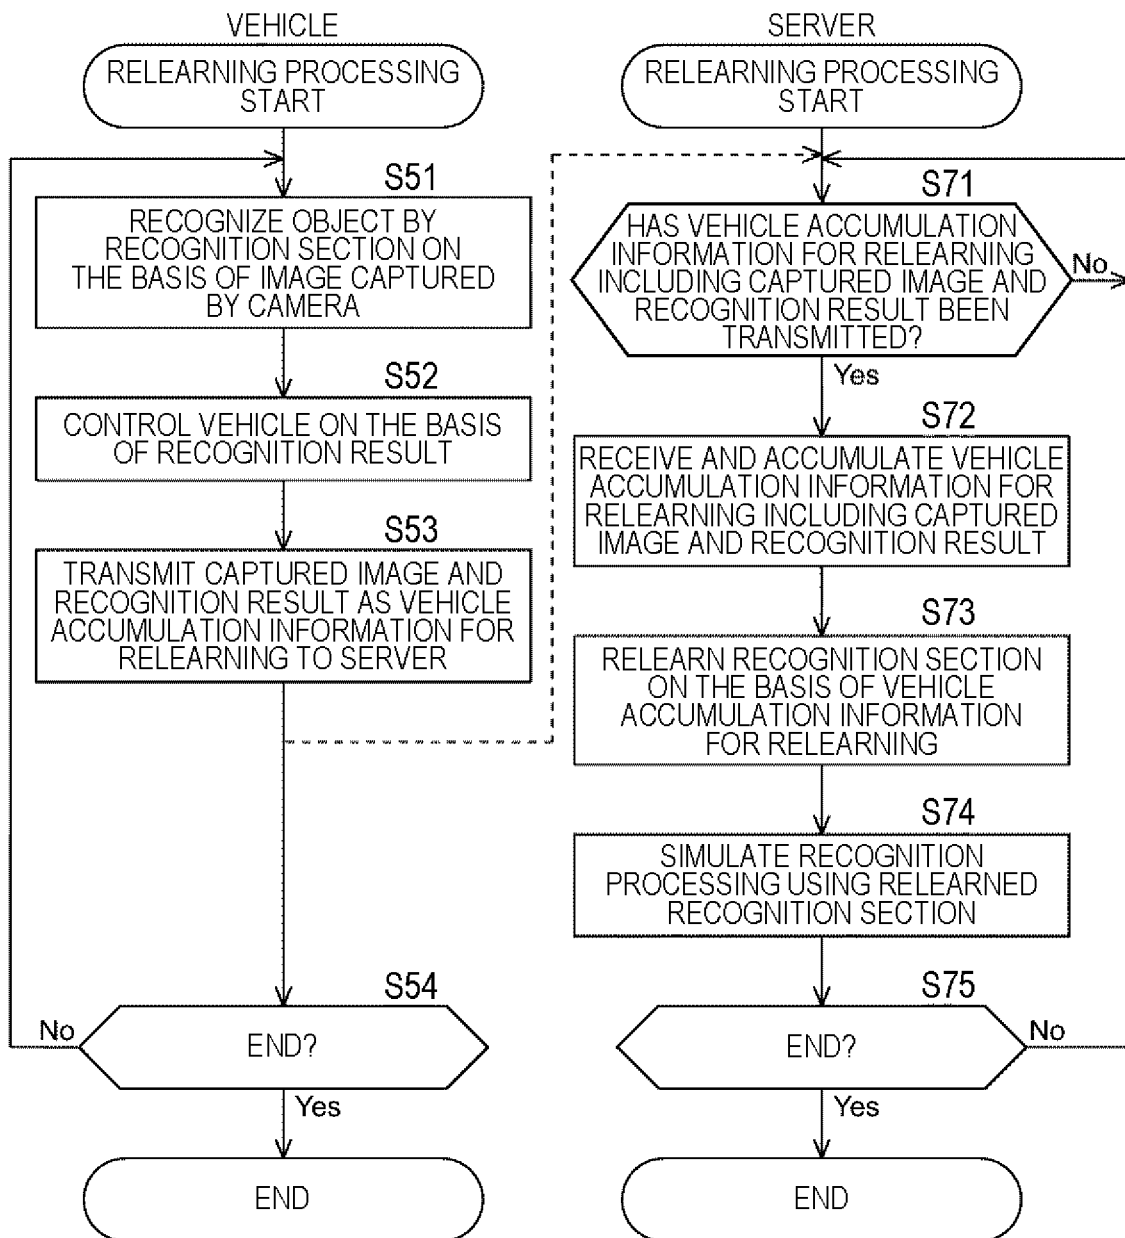 VEHICLE
RELEARNING PROCESSING
START
S51
RECOGNIZE OBJECT BY
RECOGNITION SECTION ON
THE BASIS OF IMAGE CAPTURED
BY CAMERA
S52
CONTROL VEHICLE ON THE BASIS
OF RECOGNITION RESULT
S53
TRANSMIT CAPTURED IMAGE AND
RECOGNITION RESULT AS VEHICLE
ACCUMULATION INFORMATION FOR
RELEARNING TO SERVER
S54
No
END?
Yes
END
SERVER
RELEARNING PROCESSING
START
S71
HAS VEHICLE ACCUMULATION
INFORMATION FOR RELEARNING
INCLUDING CAPTURED IMAGE AND
RECOGNITION RESULT BEEN
TRANSMITTED?
No
Yes
S72
RECEIVE AND ACCUMULATE VEHICLE
ACCUMULATION INFORMATION FOR
RELEARNING INCLUDING CAPTURED
IMAGE AND RECOGNITION RESULT
S73
RELEARN RECOGNITION SECTION
ON THE BASIS OF VEHICLE
ACCUMULATION INFORMATION
FOR RELEARNING
S74
SIMULATE RECOGNITION
PROCESSING USING RELEARNED
RECOGNITION SECTION
S75
END?
No
Yes
END